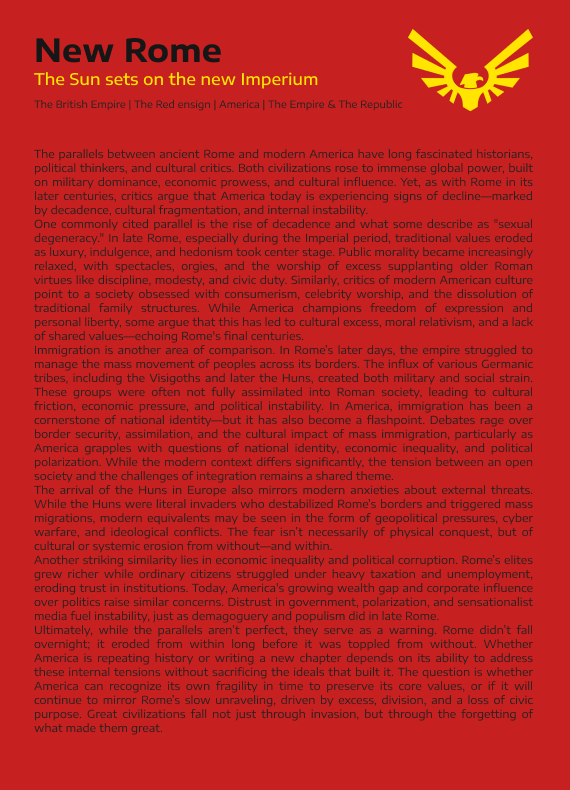 New Rome
The Sun sets on the new Imperium
The British Empire | The Red ensign | America | The Empire & The Republic
The parallels between ancient Rome and modern America have long fascinated historians,
political thinkers, and cultural critics. Both civilizations rose to immense global power, built
on military dominance, economic prowess, and cultural influence. Yet, as with Rome in its
later centuries, critics argue that America today is experiencing signs of decline—marked
by decadence, cultural fragmentation, and internal instability.
One commonly cited parallel is the rise of decadence and what some describe as "sexual
degeneracy." In late Rome, especially during the Imperial period, traditional values eroded
as luxury, indulgence, and hedonism took center stage. Public morality became increasingly
relaxed, with spectacles, orgies, and the worship of excess supplanting older Roman
virtues like discipline, modesty, and civic duty. Similarly, critics of modern American culture
point to a society obsessed with consumerism, celebrity worship, and the dissolution of
traditional family structures. While America champions freedom of expression and
personal liberty, some argue that this has led to cultural excess, moral relativism, and a lack
of shared values—echoing Rome's final centuries.
Immigration is another area of comparison. In Rome's later days, the empire struggled to
manage the mass movement of peoples across its borders. The influx of various Germanic
tribes, including the Visigoths and later the Huns, created both military and social strain.
These groups were often not fully assimilated into Roman society, leading to cultural
friction, economic pressure, and political instability. In America, immigration has been a
cornerstone of national identity—but it has also become a flashpoint. Debates rage over
border security, assimilation, and the cultural impact of mass immigration, particularly as
America grapples with questions of national identity, economic inequality, and political
polarization. While the modern context differs significantly, the tension between an open
society and the challenges of integration remains a shared theme.
The arrival of the Huns in Europe also mirrors modern anxieties about external threats.
While the Huns were literal invaders who destabilized Rome's borders and triggered mass
migrations, modern equivalents may be seen in the form of geopolitical pressures, cyber
warfare, and ideological conflicts. The fear isn't necessarily of physical conquest, but of
cultural or systemic erosion from without—and within.
Another striking similarity lies in economic inequality and political corruption. Rome's elites
grew richer while ordinary citizens struggled under heavy taxation and unemployment,
eroding trust in institutions. Today, America's growing wealth gap and corporate influence
over politics raise similar concerns. Distrust in government, polarization, and sensationalist
media fuel instability, just as demagoguery and populism did in late Rome.
Ultimately, while the parallels aren't perfect, they serve as a warning. Rome didn't fall
overnight; it eroded from within long before it was toppled from without. Whether
America is repeating history or writing a new chapter depends on its ability to address
these internal tensions without sacrificing the ideals that built it. The question is whether
America can recognize its own fragility in time to preserve its core values, or if it will
continue to mirror Rome's slow unraveling, driven by excess, division, and a loss of civic
purpose. Great civilizations fall not just through invasion, but through the forgetting of
what made them great.